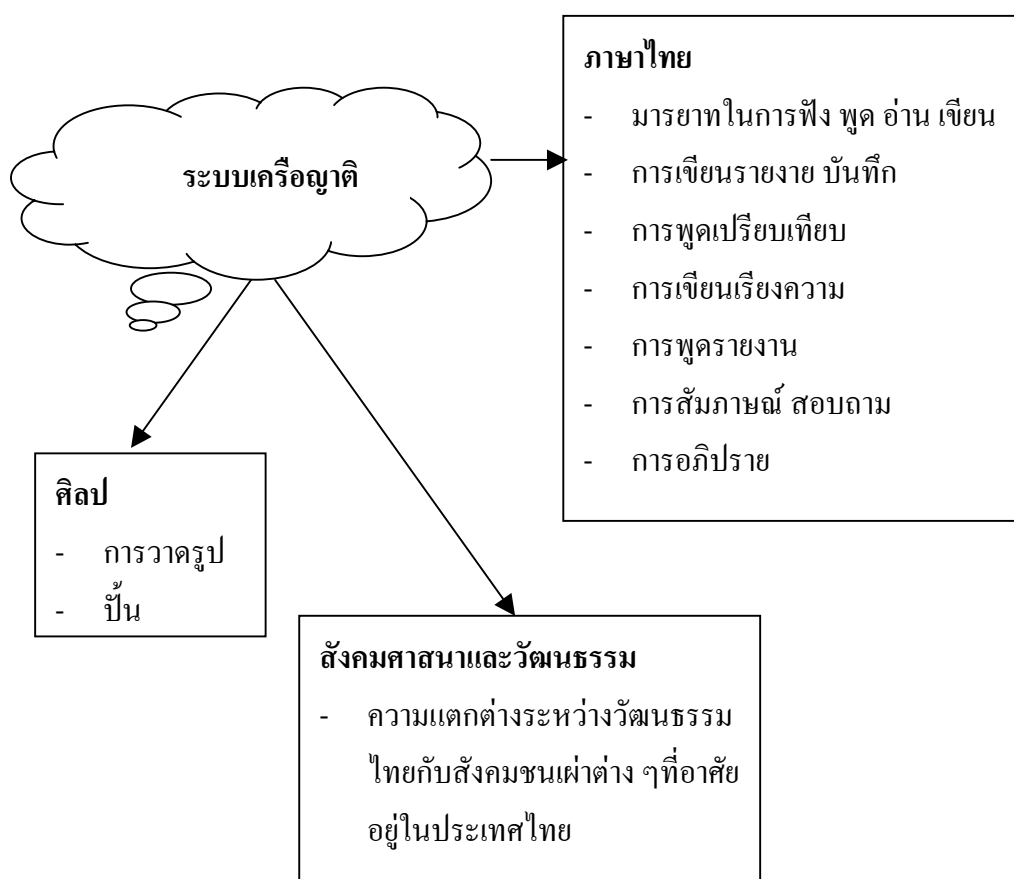 ระบบเครือญาติ
ภาษาไทย
- มารยาทในการฟัง พูด อ่าน เขียน
- การเขียนรายงาย บันทึก
- การพูดเปรียบเทียบ
- การเขียนเรียงความ
- การพูดรายงาน
- การสัมภาษณ์ สอบถาม
- การอภิปราย
ศิลป
- การวาดรูป
- ปั้น
สังคมศาสนาและวัฒนธรรม
- ความแตกต่างระหว่างวัฒนธรรม
ไทยกับสังคมชนเผ่าต่าง ๆที่อาศัย
อยู่ในประเทศไทย